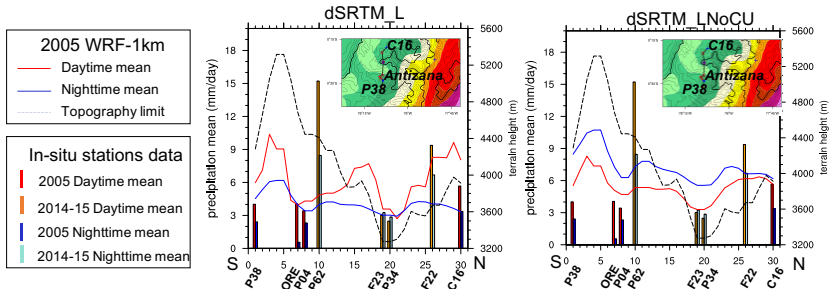 2005 WRF-1km
Daytime mean
Nighttime mean
Topography limit
In-situ stations data
2005 Daytime mean
2014-15 Daytime mean
2005 Nighttime mean
2014-15 Nighttime mean
dSRTM_L
precipitation mean (mm/day)
18
15
12
9
6
3
0
5600
5200
4800
4400
4000
3600
3200
terrain height (m)
C16
Antizana
P38
0 5 10 15 20 25 30
S N
P38 ORE P04 P62 F23 P34 F22 C16
dSRTM_LNoCU
precipitation mean (mm/day)
18
15
12
9
6
3
0
5600
5200
4800
4400
4000
3600
3200
terrain height (m)
C16
Antizana
P38
0 5 10 15 20 25 30
S N
P38 ORE P04 P62 F23 P34 F22 C16